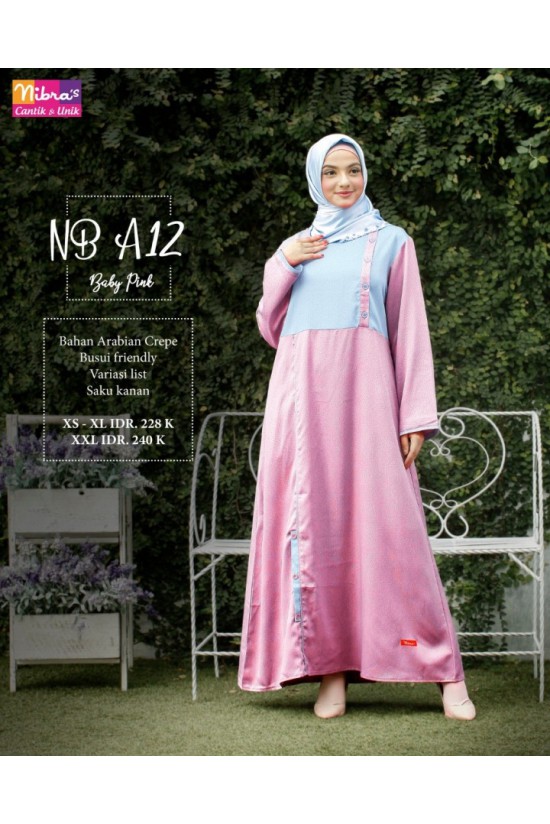 Nibra's
Cantik & Unik
NB A12
Baby Pink
Bahan Arabian Crepe
Busui friendly
Variasi list
Saku kanan
XS - XL IDR. 228 K
XXL IDR. 240 K